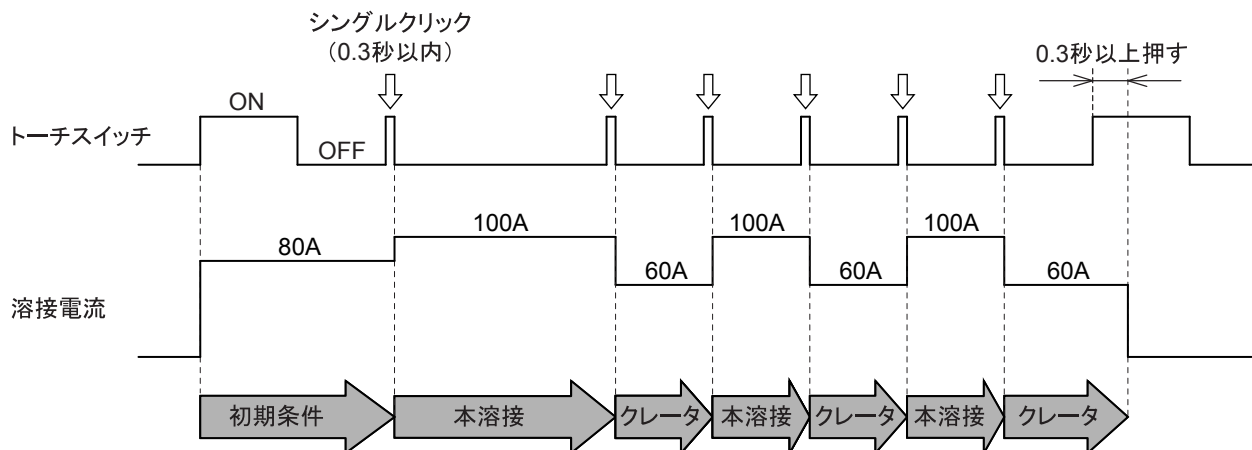 シングルクリック
（0.3秒以内）
0.3秒以上押す
ON
トーチスイッチ
OFF
100A
100A
100A
80A
60A
60A
60A
溶接電流
初期条件
本溶接
クレータ
本溶接
クレータ
本溶接
クレータ